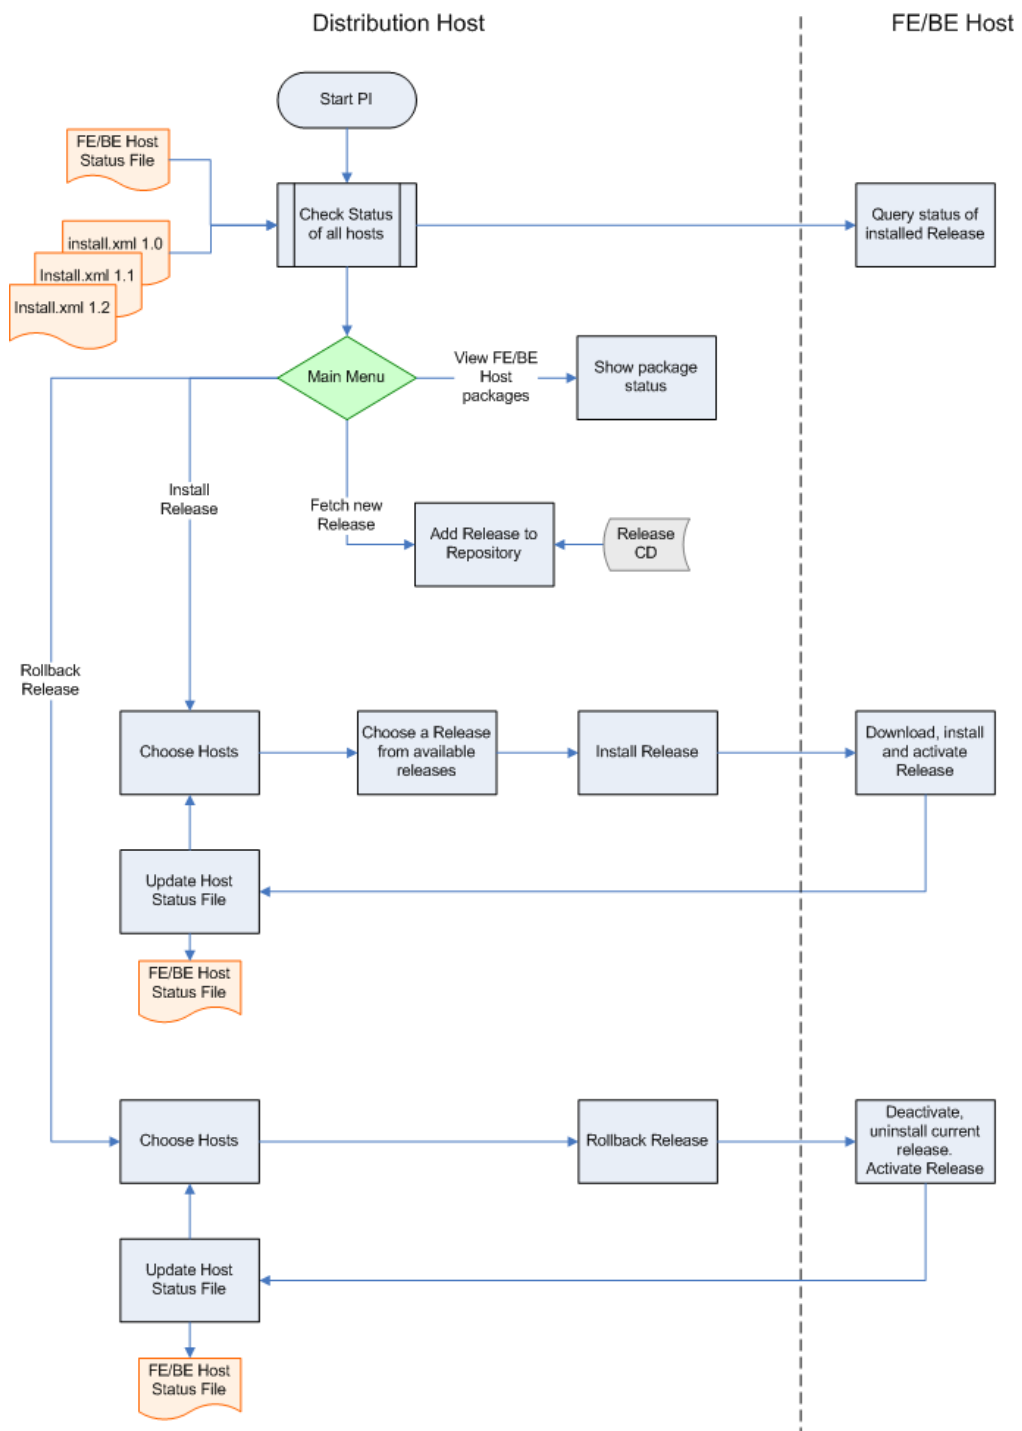 Distribution Host
FE/BE Host
Start PI
FE/BE Host
Status File
Check Status
of all hosts
Query status of
installed Release
install.xml 1.0
Install.xml 1.1
Install.xml 1.2
Main Menu
View FE/BE
Host
packages
Show package
status
Install
Release
Fetch new
Release
Add Release to
Repository
Release
CD
Rollback
Release
Choose Hosts
Choose a Release
from available
releases
Install Release
Download, install
and activate
Release
Update Host
Status File
FE/BE Host
Status File
Choose Hosts
Rollback Release
Deactivate,
uninstall current
release.
Activate Release
Update Host
Status File
FE/BE Host
Status File